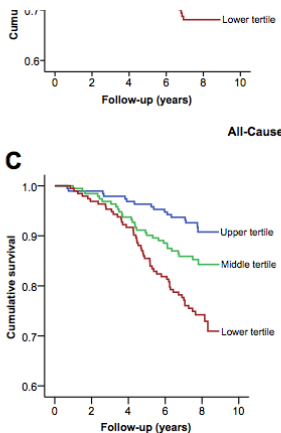 Cumu
0.7
Lower tertile
0.6
0 2 4 6 8 10
Follow-up (years)
All-Cause
C
1.0
0.9
Upper tertile
0.8
Middle tertile
Cumulative survival
0.7
Lower tertile
0.6
0 2 4 6 8 10
Follow-up (years)